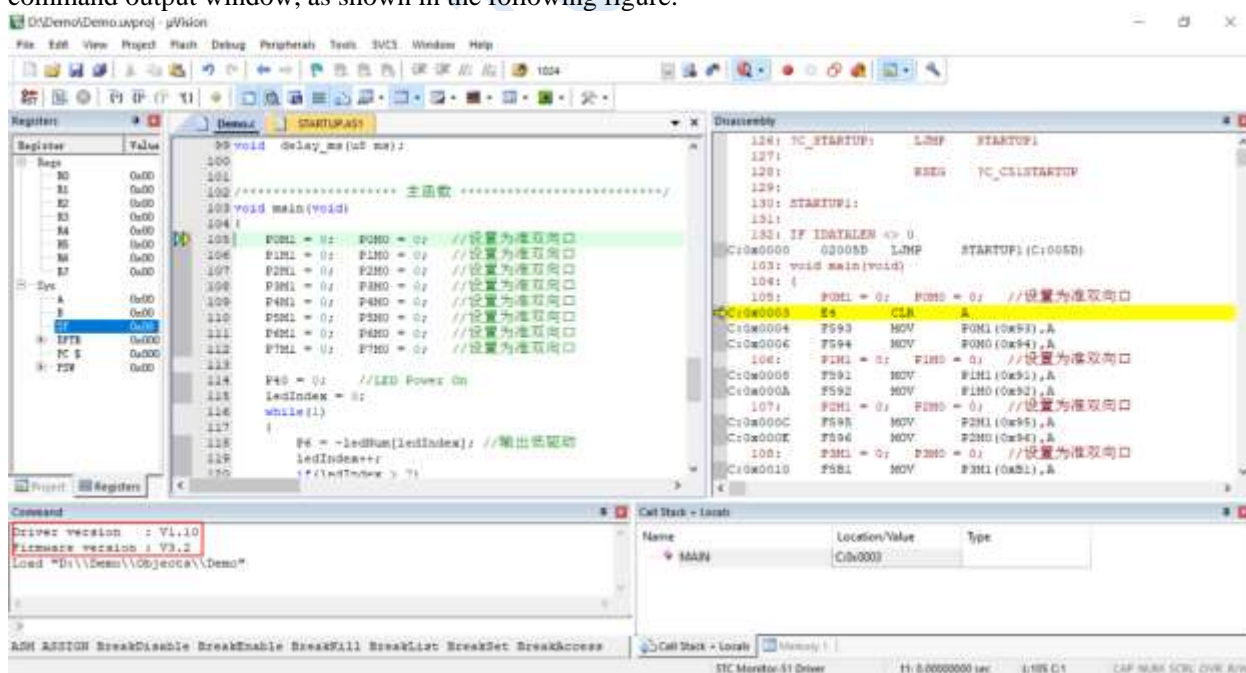 command output window, as shown in the following figure.
D:\Demo\Demo.uvproj - µVision
File Edit View Project Flash Debug Peripherals Tools SVCS Window Help
1024
Registers
Register Value
Regs
R0 0x00
R1 0x00
R2 0x00
R3 0x00
R4 0x00
R5 0x00
R6 0x00
R7 0x00
Sys
A 0x00
B 0x00
0x00
DPTR 0x0000
PC $
PSW 0x00
Project Registers
Demo.c STARTUP.A51
99 void delay_ms(u8 ms);
100
101
102 /******************** 主函数 **************************/
103 void main(void)
104 {
105 P0M1 = 0; P0M0 = 0; //设置为准双向口
106 P1M1 = 0; P1M0 = 0; //设置为准双向口
107 P2M1 = 0; P2M0 = 0; //设置为准双向口
108 P3M1 = 0; P3M0 = 0; //设置为准双向口
109 P4M1 = 0; P4M0 = 0; //设置为准双向口
110 P5M1 = 0; P5M0 = 0; //设置为准双向口
111 P6M1 = 0; P6M0 = 0; //设置为准双向口
112 P7M1 = 0; P7M0 = 0; //设置为准双向口
113
114 P40 = 0; //LED Power On
115 ledIndex = 0;
116 while(1)
117 {
118 P6 = ~ledNum[ledIndex]; //输出低驱动
119 ledIndex++;
120 if(ledIndex > 7)
Disassembly
126: ?C_STARTUP: LJMP STARTUP1
127:
128: RSEG ?C_C51STARTUP
129:
130: STARTUP1:
131:
132: IF IDATALEN <> 0
C:0x0000 02005D LJMP STARTUP1(C:005D)
103: void main(void)
104: {
105: P0M1 = 0; P0M0 = 0; //设置为准双向口
C:0x0003 E4 CLR A
C:0x0004 F593 MOV P0M1(0x93),A
C:0x0006 F594 MOV P0M0(0x94),A
106: P1M1 = 0; P1M0 = 0; //设置为准双向口
C:0x0008 F591 MOV P1M1(0x91),A
C:0x000A F592 MOV P1M0(0x92),A
107: P2M1 = 0; P2M0 = 0; //设置为准双向口
C:0x000C F595 MOV P2M1(0x95),A
C:0x000E F596 MOV P2M0(0x96),A
108: P3M1 = 0; P3M0 = 0; //设置为准双向口
C:0x0010 F5B1 MOV P3M1(0xB1),A
Command
Driver version : V1.10
Firmware version : V3.2
Load "D:\\Demo\\Objects\\Demo"
>
ASM ASSIGN BreakDisable BreakEnable BreakKill BreakList BreakSet BreakAccess
Call Stack + Locals
Name Location/Value Type
MAIN C:0x0003
Call Stack + Locals Memory 1
STC Monitor-51 Driver t1: 0.00000000 sec L:105 C:1 CAP NUM SCRL OVR R/W